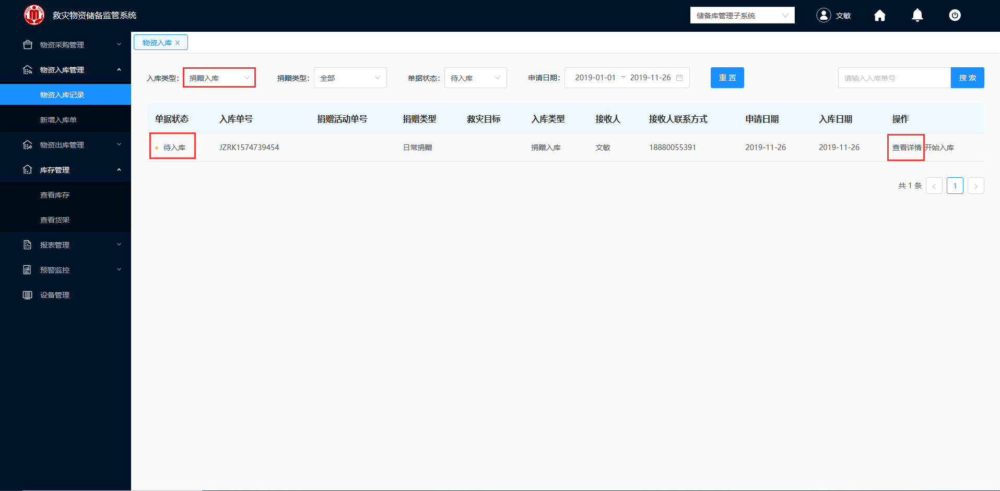 救灾物资储备监管系统
储备库管理子系统
文敏
物资采购管理
物资入库管理
物资入库记录
新增入库单
物资出库管理
库存管理
查看库存
查看货架
报表管理
预警监控
设备管理
物资入库
入库类型: 捐赠入库 捐赠类型: 全部 单据状态: 待入库 申请日期: 2019-01-01 ~ 2019-11-26 重置 请输入入库单号 搜索
单据状态 入库单号 捐赠活动单号 捐赠类型 救灾目标 入库类型 接收人 接收人联系方式 申请日期 入库日期 操作
待入库 JZRK1574739454 日常捐赠 捐赠入库 文敏 18880055391 2019-11-26 2019-11-26 查看详情 开始入库
共 1 条 < 1 >